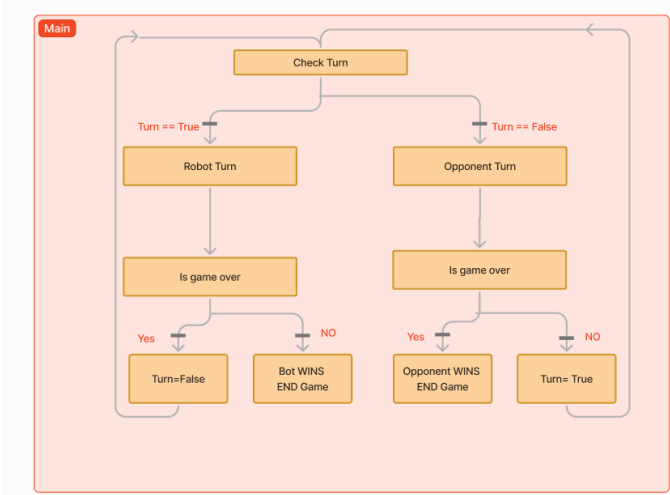 Main
Check Turn
Turn == True
Turn == False
Robot Turn
Opponent Turn
Is game over
Is game over
Yes
NO
Yes
NO
Turn=False
Bot WINS
END Game
Opponent WINS
END Game
Turn= True